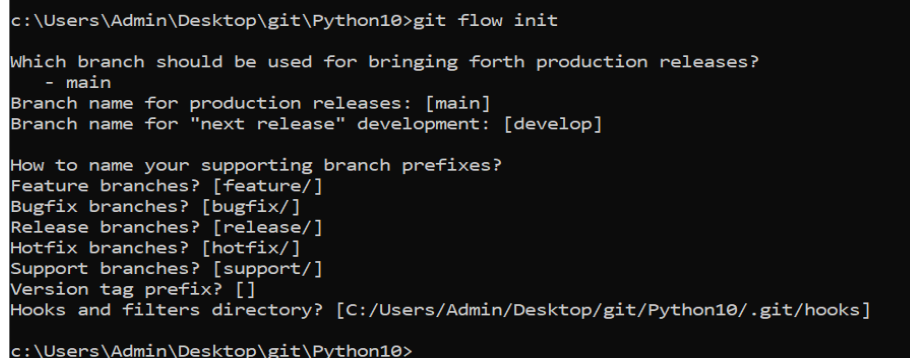 c:\Users\Admin\Desktop\git\Python10>git flow init
Which branch should be used for bringing forth production releases?
- main
Branch name for production releases: [main]
Branch name for "next release" development: [develop]
How to name your supporting branch prefixes?
Feature branches? [feature/]
Bugfix branches? [bugfix/]
Release branches? [release/]
Hotfix branches? [hotfix/]
Support branches? [support/]
Version tag prefix? []
Hooks and filters directory? [C:/Users/Admin/Desktop/git/Python10/.git/hooks]
c:\Users\Admin\Desktop\git\Python10>